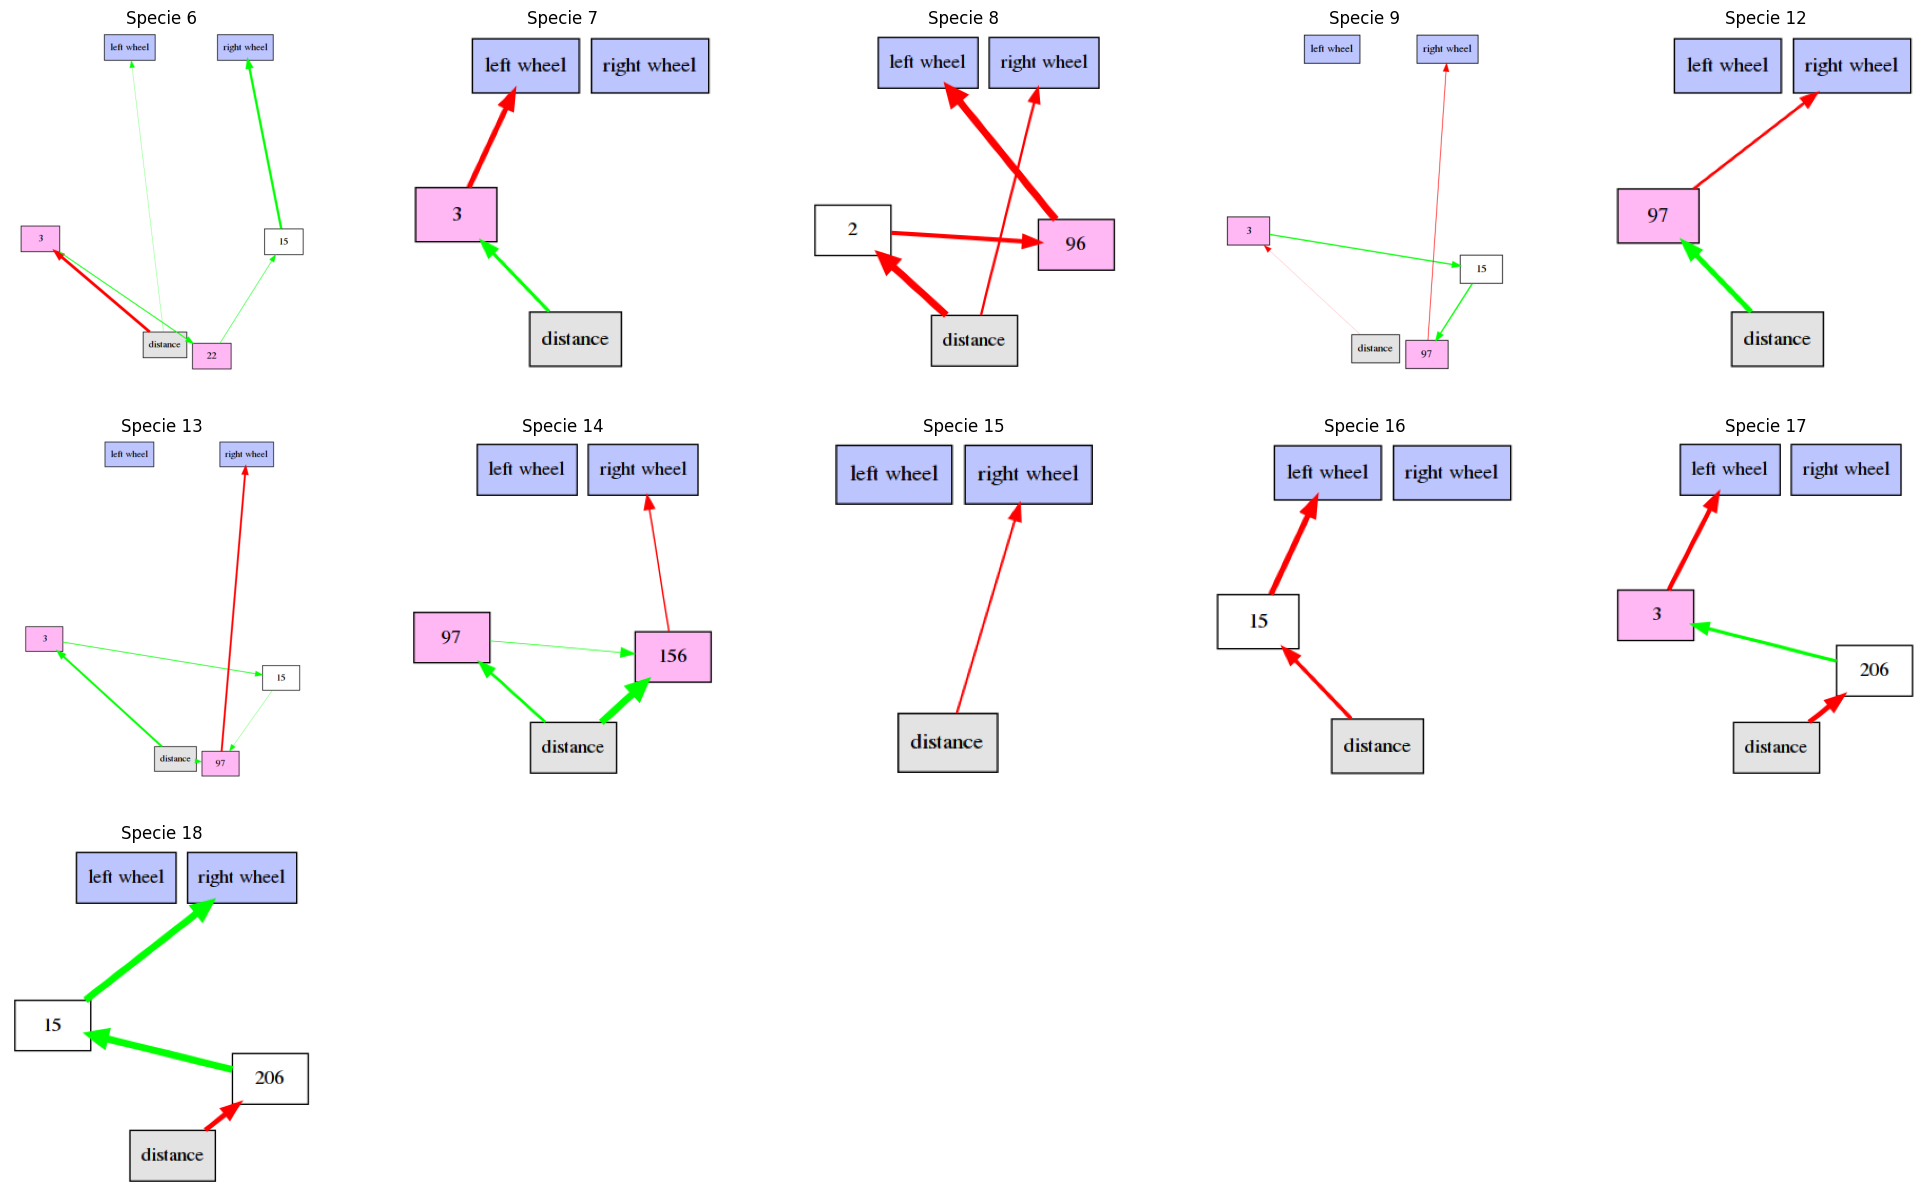 Specie 6
left wheel right wheel
3
15
distance
22
Specie 7
left wheel right wheel
3
distance
Specie 8
left wheel right wheel
2
96
distance
Specie 9
left wheel right wheel
3
15
distance
97
Specie 12
left wheel right wheel
97
distance
Specie 13
left wheel right wheel
3
15
distance
97
Specie 14
left wheel right wheel
97
156
distance
Specie 15
left wheel right wheel
distance
Specie 16
left wheel right wheel
15
distance
Specie 17
left wheel right wheel
3
206
distance
Specie 18
left wheel right wheel
15
206
distance